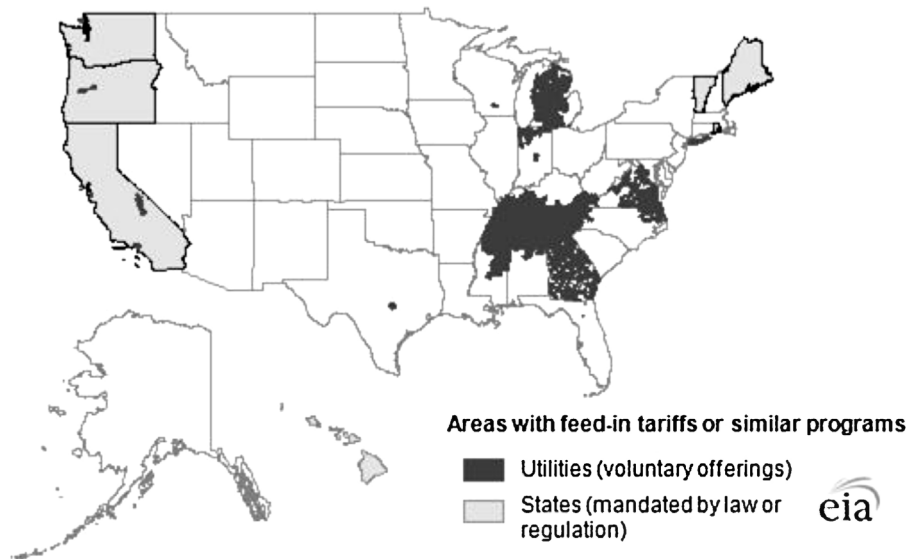 Areas with feed-in tariffs or similar programs
Utilities (voluntary offerings)
States (mandated by law or
regulation)
eia